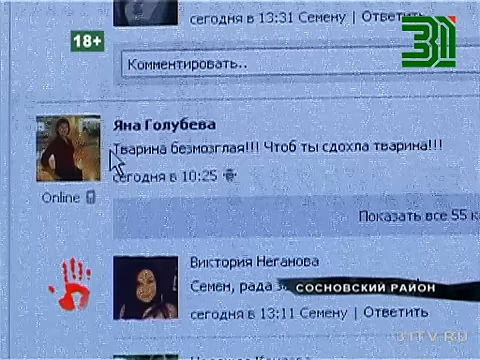 сегодня в 13:31 Семену | Ответить
31
18+
Комментировать..
Яна Голубева
Тварина безмозглая!!! Чтоб ты сдохла тварина!!!
сегодня в 10:25
Online
Показать все 55 к
Виктория Неганова
Семен, рада
СОСНОВСКИЙ РАЙОН
сегодня в 13:11 Семену | Ответить
31TV.RU